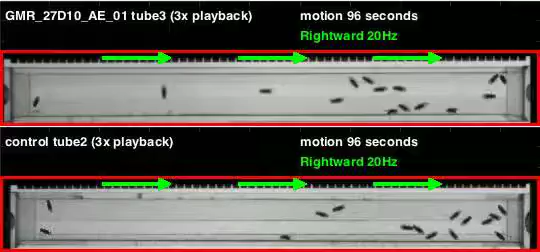 GMR_27D10_AE_01 tube3 (3x playback)
motion 96 seconds
Rightward 20Hz
control tube2 (3x playback)
motion 96 seconds
Rightward 20Hz